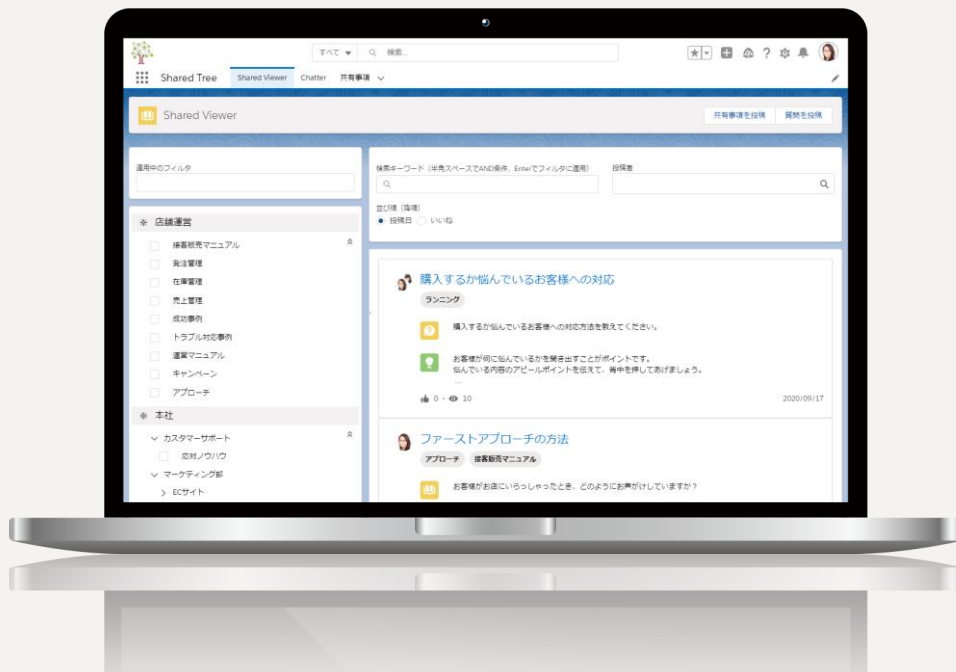 すべて
検索...
Shared Tree
Shared Viewer
Chatter
共有事項
Shared Viewer
共有事項を投稿
質問を投稿
適用中のフィルタ
検索キーワード（半角スペースでAND条件、Enterでフィルタに適用）
投稿者
並び順（降順）
投稿日
いいね
店舗運営
接客販売マニュアル
発注管理
在庫管理
売上管理
成功事例
トラブル対応事例
運営マニュアル
キャンペーン
アプローチ
本社
カスタマーサポート
応対ノウハウ
マーケティング部
ECサイト
購入するか悩んでいるお客様への対応
ランニング
購入するか悩んでいるお客様への対応方法を教えてください。
お客様が何に悩んでいるかを聞き出すことがポイントです。
悩んでいる内容のアピールポイントを伝えて、背中を押してあげましょう。
...
0・ 10
2020/09/17
ファーストアプローチの方法
アプローチ
接客販売マニュアル
お客様がお店にいらっしゃったとき、どのようにお声がけしていますか？